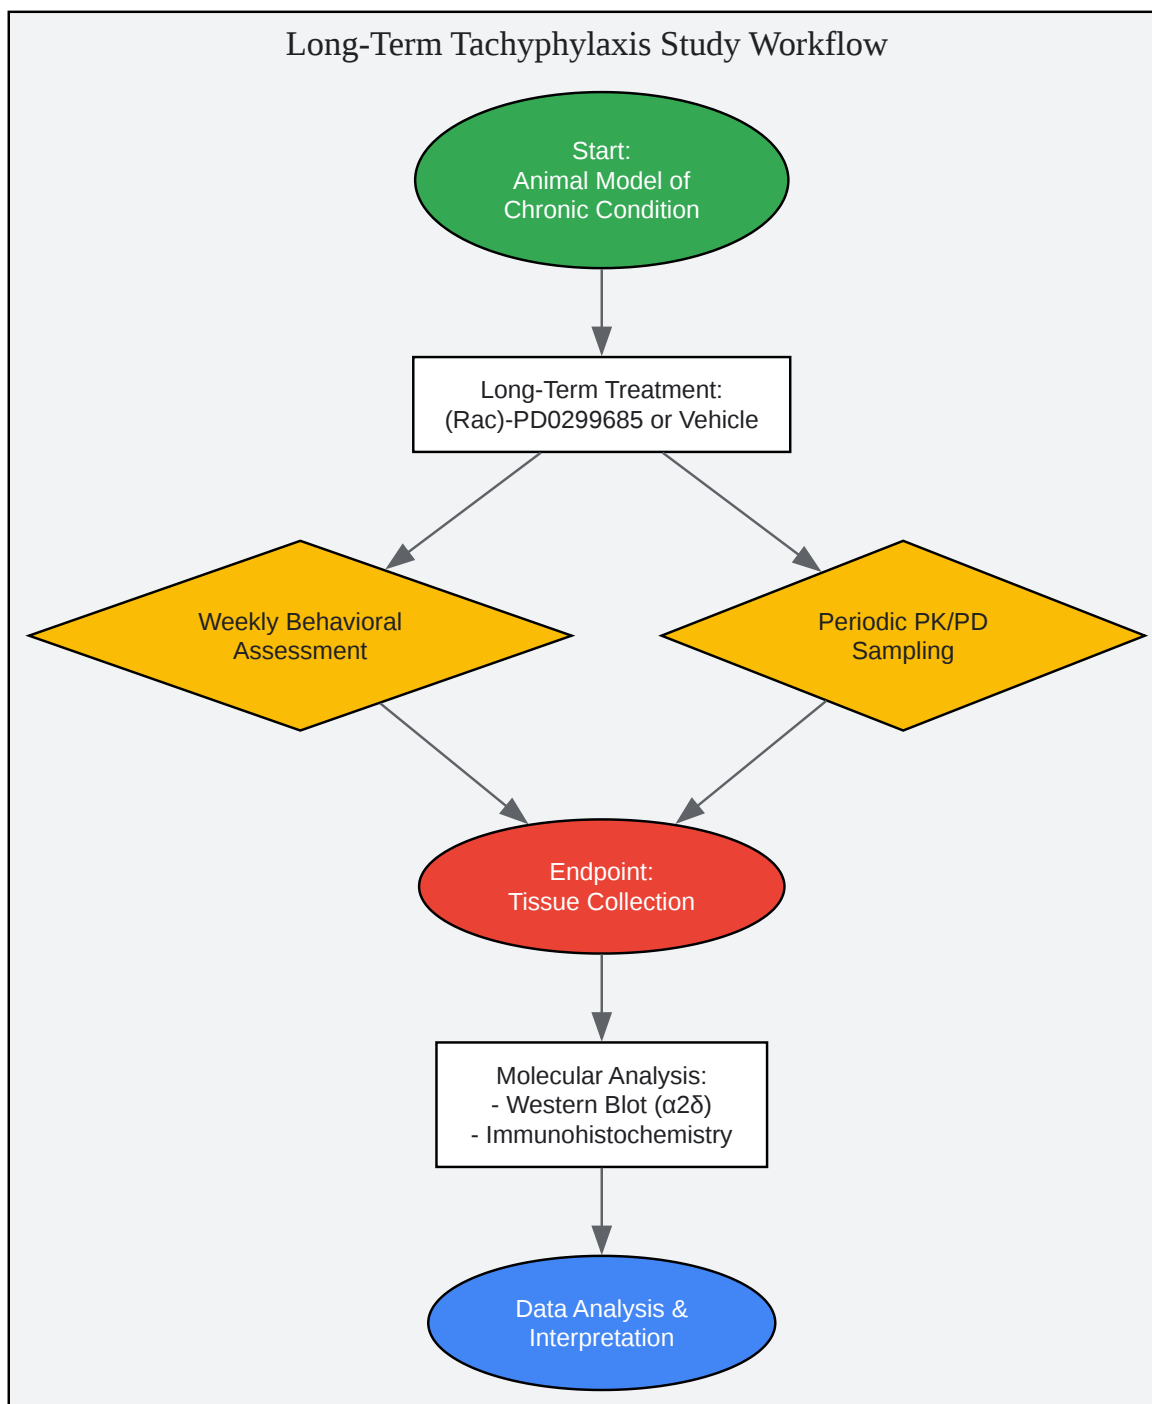 Long-Term Tachyphylaxis Study Workflow
Start:
Animal Model of
Chronic Condition
Long-Term Treatment:
(Rac)-PD0299685 or Vehicle
Weekly Behavioral
Assessment
Periodic PK/PD
Sampling
Endpoint:
Tissue Collection
Molecular Analysis:
- Western Blot (α2δ)
- Immunohistochemistry
Data Analysis &
Interpretation